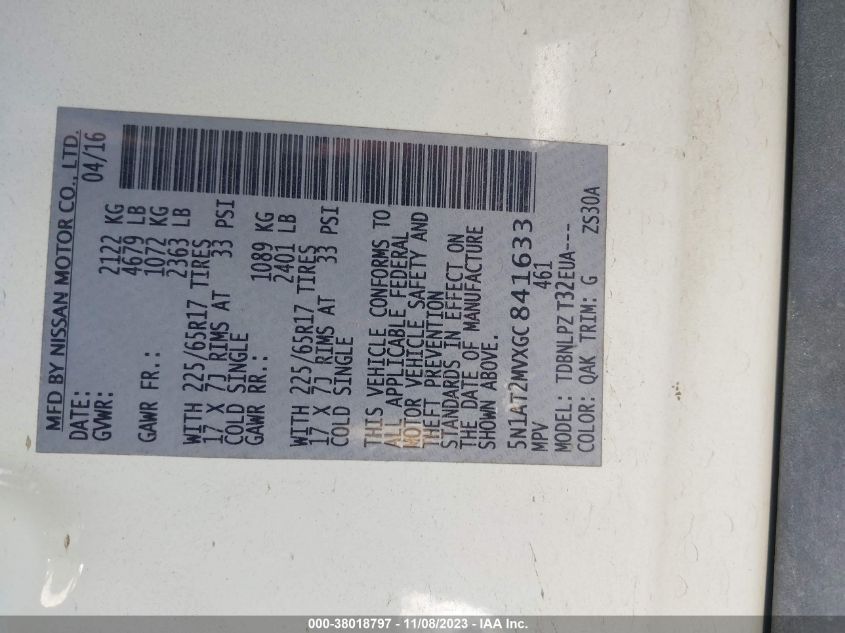 MFD BY NISSAN MOTOR CO., LTD.
DATE: 04/16
GVWR: 2122 KG
4679 LB
GAWR FR.: 1072 KG
2363 LB
WITH 225/65R17 TIRES
17 X 7J RIMS AT 33 PSI
COLD SINGLE
GAWR RR.: 1089 KG
2401 LB
WITH 225/65R17 TIRES
17 X 7J RIMS AT 33 PSI
COLD SINGLE
THIS VEHICLE CONFORMS TO
ALL APPLICABLE FEDERAL
MOTOR VEHICLE SAFETY AND
THEFT PREVENTION
STANDARDS IN EFFECT ON
THE DATE OF MANUFACTURE
SHOWN ABOVE.
5N1AT2MVXGC841633
MPV 461
MODEL: TDBNLPZ T32EUA----
COLOR: QAK TRIM: G ZS30A
000-38018797 - 11/08/2023 - IAA Inc.